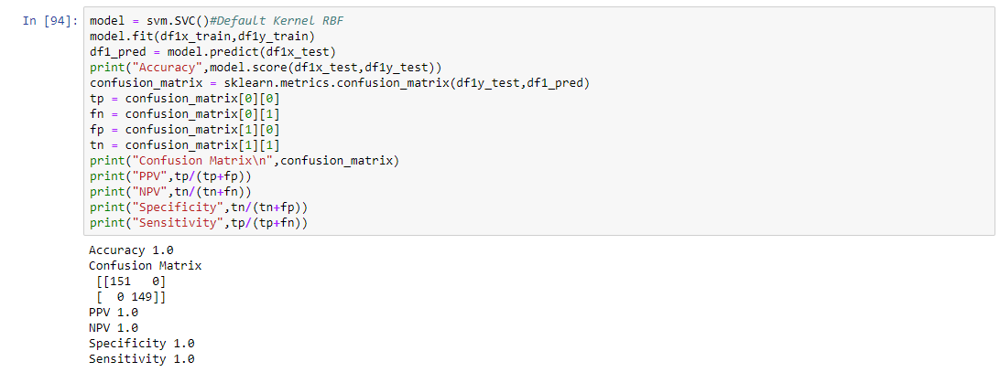 In [94]: model = svm.SVC()#Default Kernel RBF
model.fit(df1x_train,df1y_train)
df1_pred = model.predict(df1x_test)
print("Accuracy",model.score(df1x_test,df1y_test))
confusion_matrix = sklearn.metrics.confusion_matrix(df1y_test,df1_pred)
tp = confusion_matrix[0][0]
fn = confusion_matrix[0][1]
fp = confusion_matrix[1][0]
tn = confusion_matrix[1][1]
print("Confusion Matrix\n",confusion_matrix)
print("PPV",tp/(tp+fp))
print("NPV",tn/(tn+fn))
print("Specificity",tn/(tn+fp))
print("Sensitivity",tp/(tp+fn))
Accuracy 1.0
Confusion Matrix
 [[151   0]
 [  0 149]]
PPV 1.0
NPV 1.0
Specificity 1.0
Sensitivity 1.0